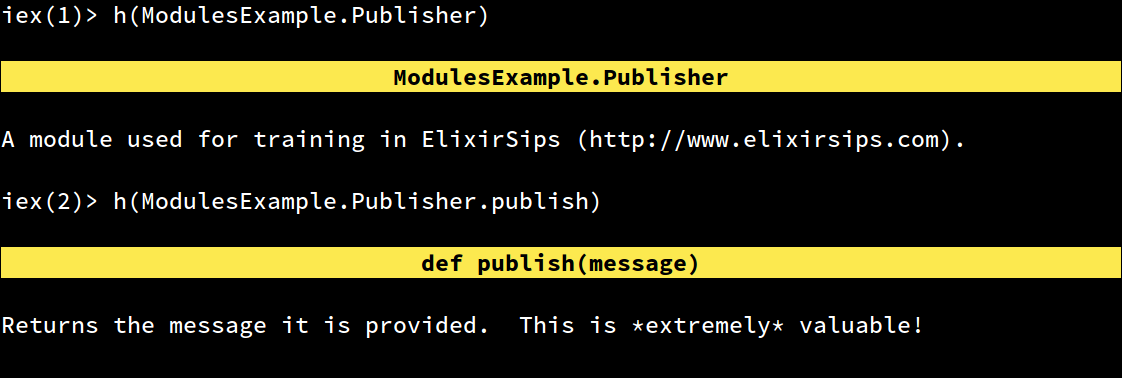 iex(1)> h(ModulesExample.Publisher)
ModulesExample.Publisher
A module used for training in ElixirSips (http://www.elixirsips.com).
iex(2)> h(ModulesExample.Publisher.publish)
def publish(message)
Returns the message it is provided.  This is *extremely* valuable!